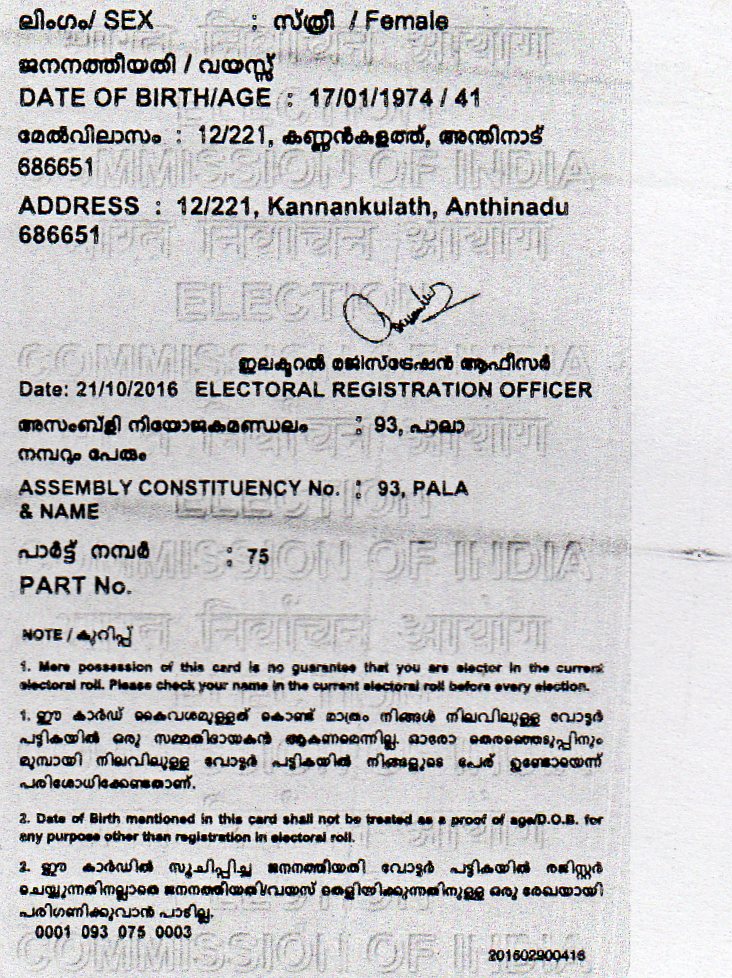 ലിംഗം/ SEX : സ്ത്രീ / Female
ജനനത്തീയതി / വയസ്സ്
DATE OF BIRTH/AGE : 17/01/1974 / 41
മേൽവിലാസം : 12/221, കണ്ണൻകുളത്ത്, അന്തിനാട്
686651
ADDRESS : 12/221, Kannankulath, Anthinadu
686651
ഇലക്ടറൽ രജിസ്ട്രേഷൻ ആഫീസർ
Date: 21/10/2016 ELECTORAL REGISTRATION OFFICER
അസംബ്ളി നിയോജകമണ്ഡലം : 93, പാലാ
നമ്പറും പേരും
ASSEMBLY CONSTITUENCY No. : 93, PALA
& NAME
പാർട്ട് നമ്പർ : 75
PART No.
NOTE / കുറിപ്പ്
1. Mere possession of this card is no guarantee that you are elector in the current
electoral roll. Please check your name in the current electoral roll before every election.
1. ഈ കാർഡ് കൈവശമുള്ളത് കൊണ്ട് മാത്രം നിങ്ങൾ നിലവിലുള്ള വോട്ടർ
പട്ടികയിൽ ഒരു സമ്മതിദായകൻ ആകണമെന്നില്ല. ഓരോ തെരഞ്ഞെടുപ്പിനും
മുമ്പായി നിലവിലുള്ള വോട്ടർ പട്ടികയിൽ നിങ്ങളുടെ പേര് ഉണ്ടോയെന്ന്
പരിശോധിക്കേണ്ടതാണ്.
2. Date of Birth mentioned in this card shall not be treated as a proof of age/D.O.B. for
any purpose other than registration in electoral roll.
2. ഈ കാർഡിൽ സൂചിപ്പിച്ച ജനനത്തിയതി വോട്ടർ പട്ടികയിൽ രജിസ്റ്റർ
ചെയ്യുന്നതിനല്ലാതെ ജനനത്തിയതി/വയസ് തെളിയിക്കുന്നതിനുള്ള ഒരു രേഖയായി
പരിഗണിക്കുവാൻ പാടില്ല.
0001 093 075 0003
201602900416